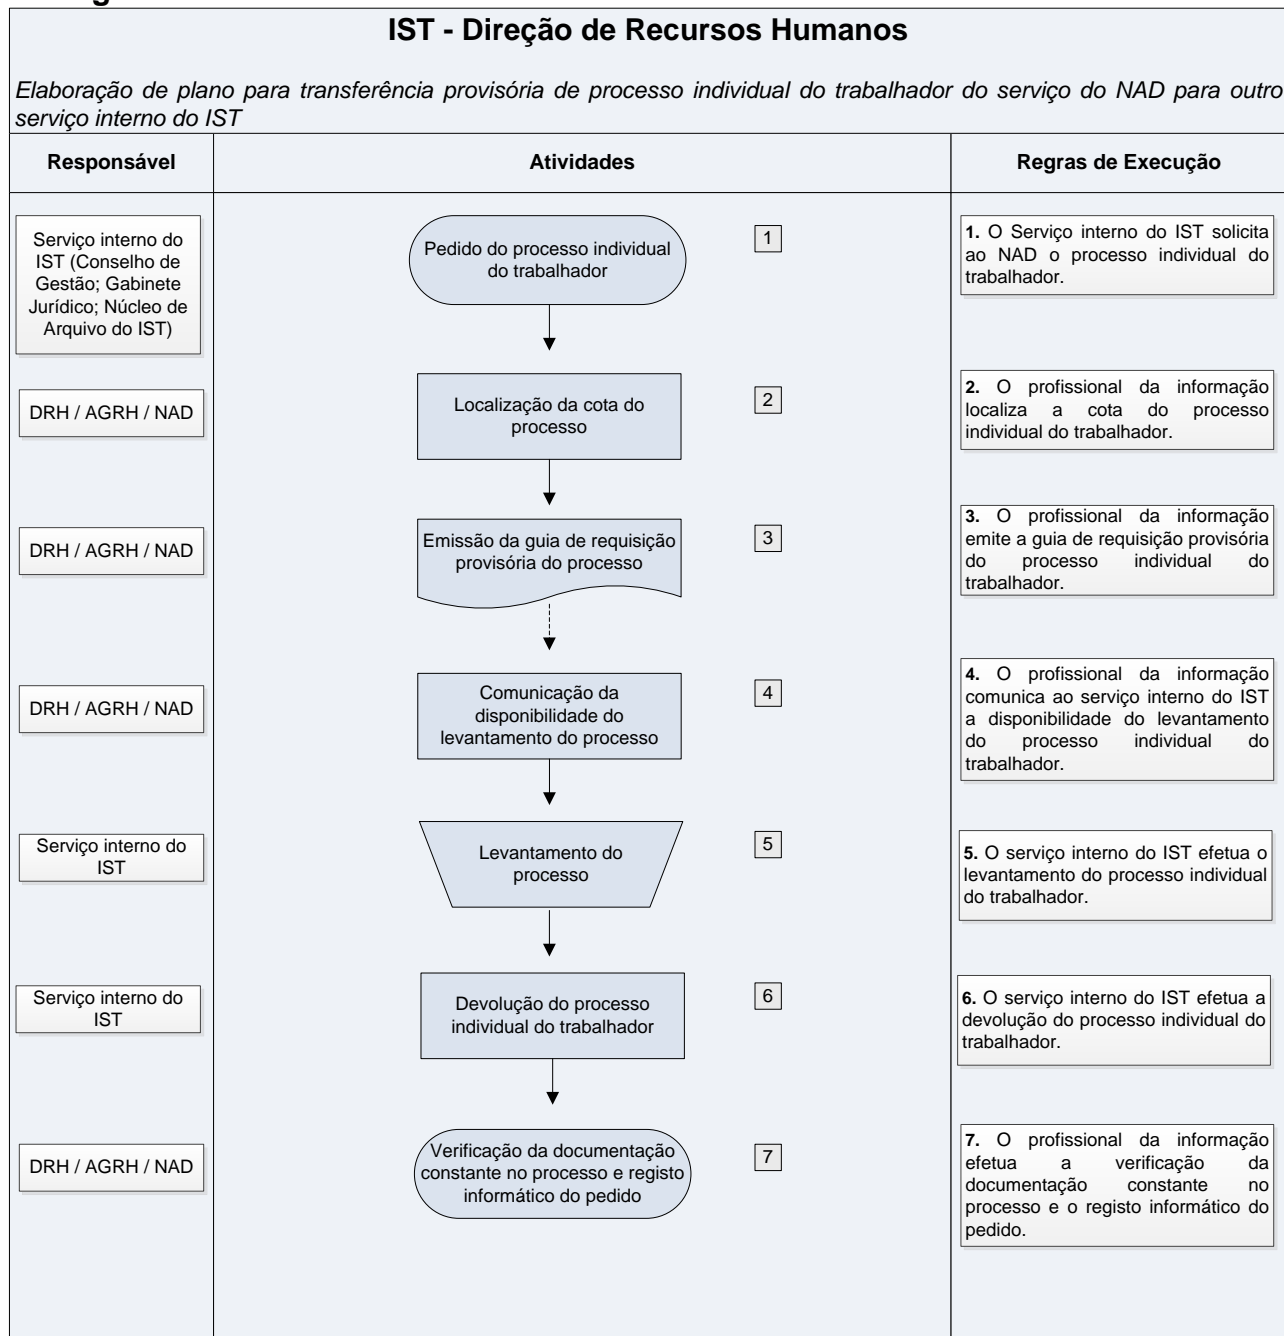 IST - Direção de Recursos Humanos
Elaboração de plano para transferência provisória de processo individual do trabalhador do serviço do NAD para outro
serviço interno do IST
Responsável
Atividades
Regras de Execução
Serviço interno do
IST (Conselho de
Gestão; Gabinete
Jurídico; Núcleo de
Arquivo do IST)
Pedido do processo individual
do trabalhador
1
1. O Serviço interno do IST solicita
ao NAD o processo individual do
trabalhador.
DRH / AGRH / NAD
Localização da cota do
processo
2
2. O profissional da informação
localiza a cota do processo
individual do trabalhador.
DRH / AGRH / NAD
Emissão da guia de requisição
provisória do processo
3
3. O profissional da informação
emite a guia de requisição provisória
do processo individual do
trabalhador.
DRH / AGRH / NAD
Comunicação da
disponibilidade do
levantamento do processo
4
4. O profissional da informação
comunica ao serviço interno do IST
a disponibilidade do levantamento
do processo individual do
trabalhador.
Serviço interno do
IST
Levantamento do
processo
5
5. O serviço interno do IST efetua o
levantamento do processo individual
do trabalhador.
Serviço interno do
IST
Devolução do processo
individual do trabalhador
6
6. O serviço interno do IST efetua a
devolução do processo individual do
trabalhador.
DRH / AGRH / NAD
Verificação da documentação
constante no processo e registo
informático do pedido
7
7. O profissional da informação
efetua a verificação da
documentação constante no
processo e o registo informático do
pedido.